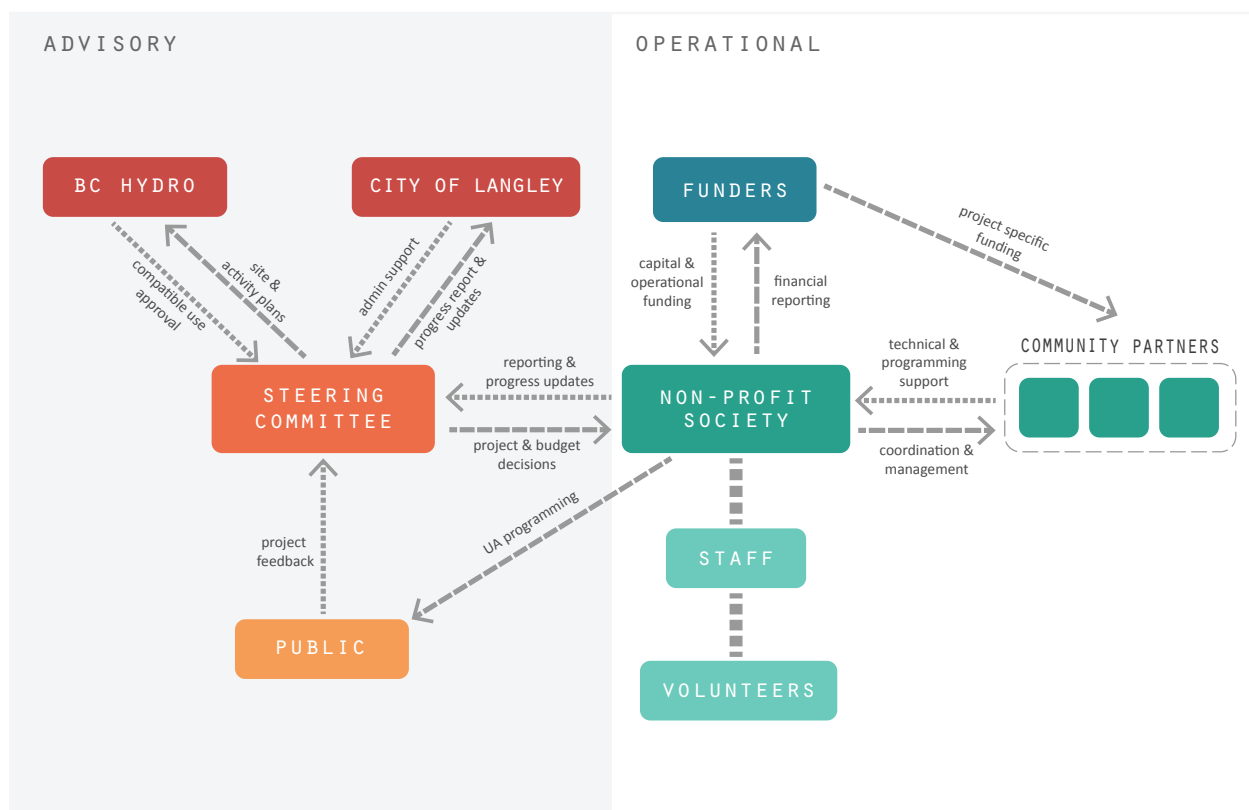 ADVISORY
OPERATIONAL
BC HYDRO
CITY OF LANGLEY
FUNDERS
project specific
funding
compatible use
approval
site &
activity plans
admin support
progress report &
updates
capital &
operational
funding
financial
reporting
COMMUNITY PARTNERS
STEERING
COMMITTEE
reporting &
progress updates
project & budget
decisions
NON-PROFIT
SOCIETY
technical &
programming
support
coordination &
management
project
feedback
UA programming
STAFF
PUBLIC
VOLUNTEERS